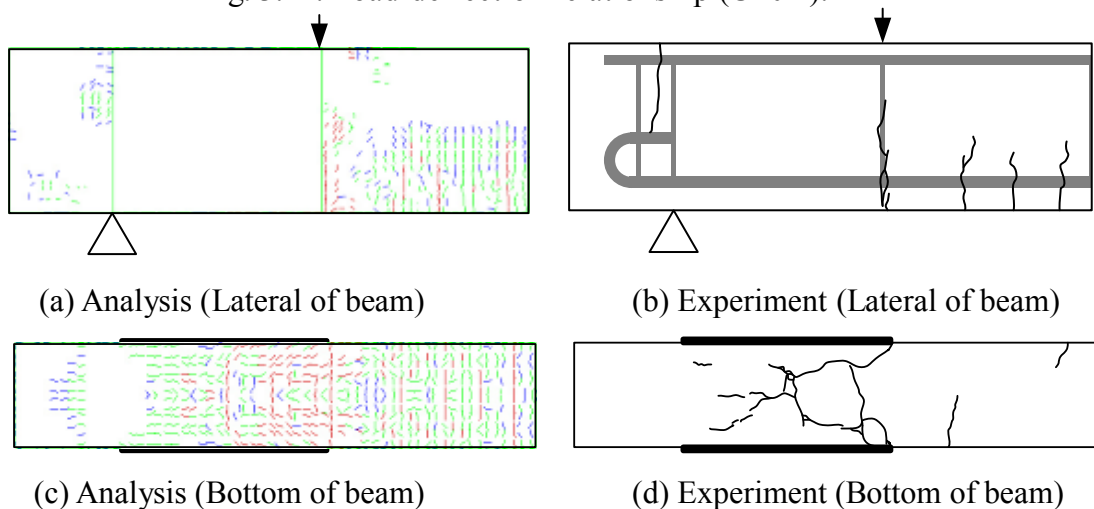 (a) Analysis (Lateral of beam)
(b) Experiment (Lateral of beam)
(c) Analysis (Bottom of beam)
(d) Experiment (Bottom of beam)